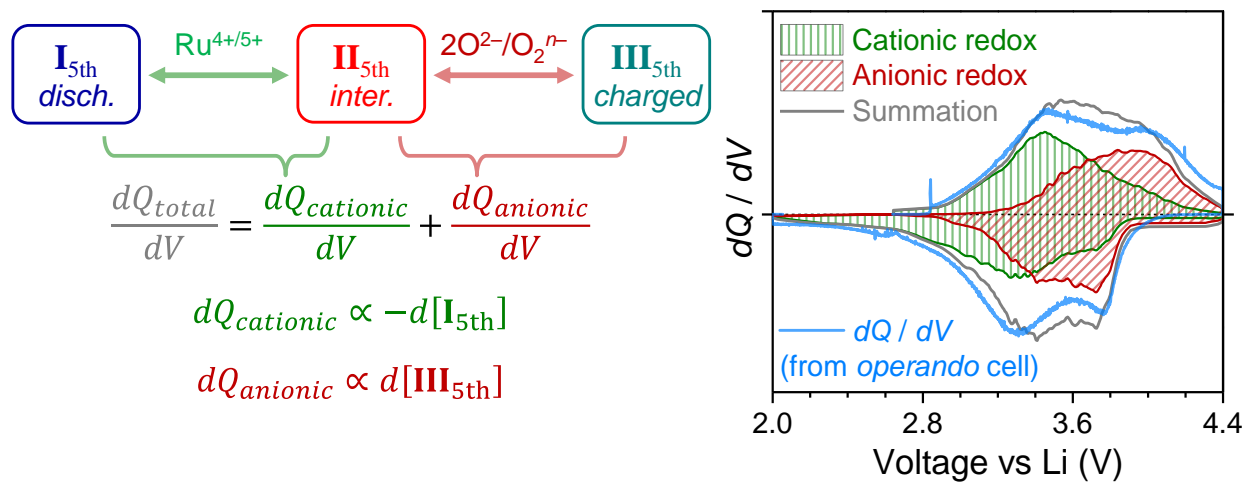 I5th
disch.
Ru4+/5+
II5th
inter.
2O2–/O2n–
III5th
charged
dQtotal/dV = dQcationic/dV + dQanionic/dV
dQcationic ∝ −d[I5th]
dQanionic ∝ d[III5th]
Cationic redox
Anionic redox
Summation
dQ / dV
(from operando cell)
dQ / dV
2.0 2.8 3.6 4.4
Voltage vs Li (V)